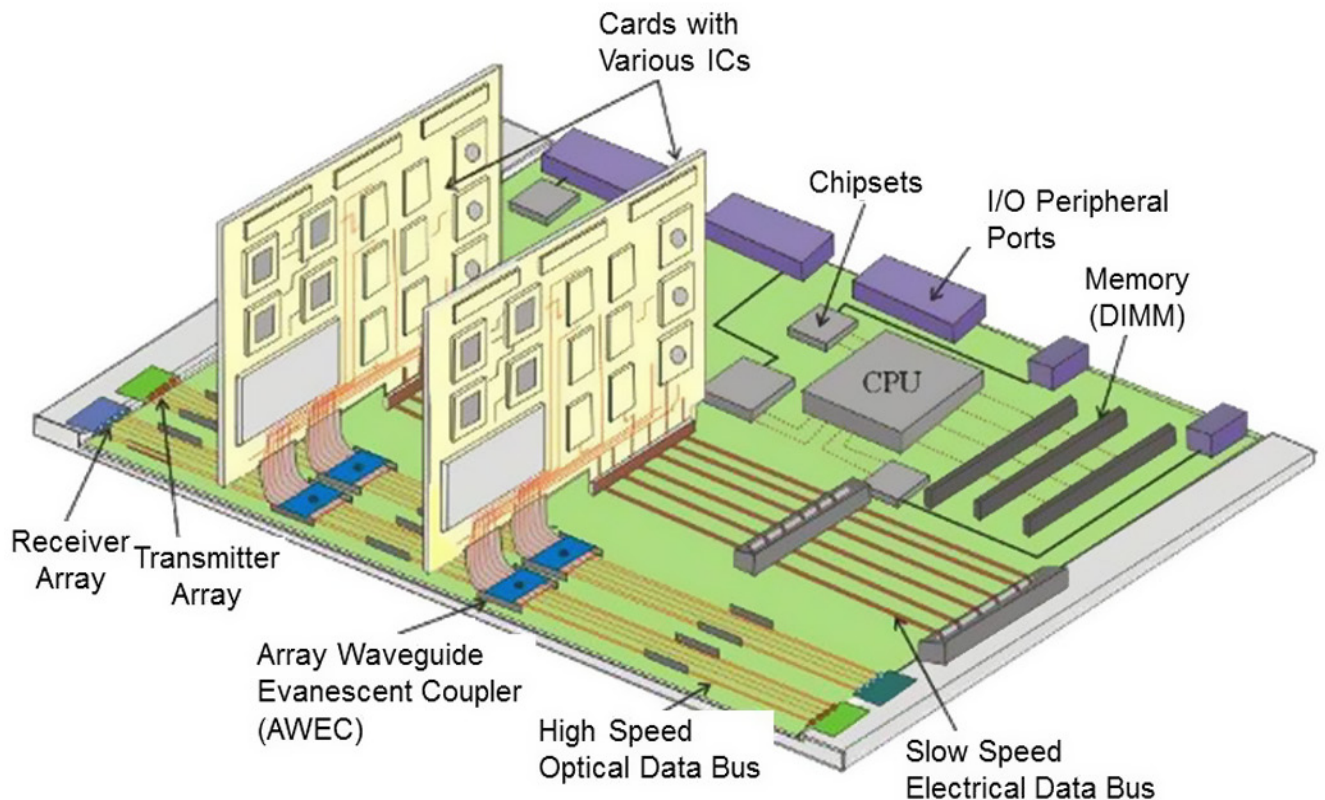 Cards with
Various ICs
Chipsets
I/O Peripheral
Ports
Memory
(DIMM)
CPU
Receiver
Array
Transmitter
Array
Array Waveguide
Evanescent Coupler
(AWEC)
High Speed
Optical Data Bus
Slow Speed
Electrical Data Bus